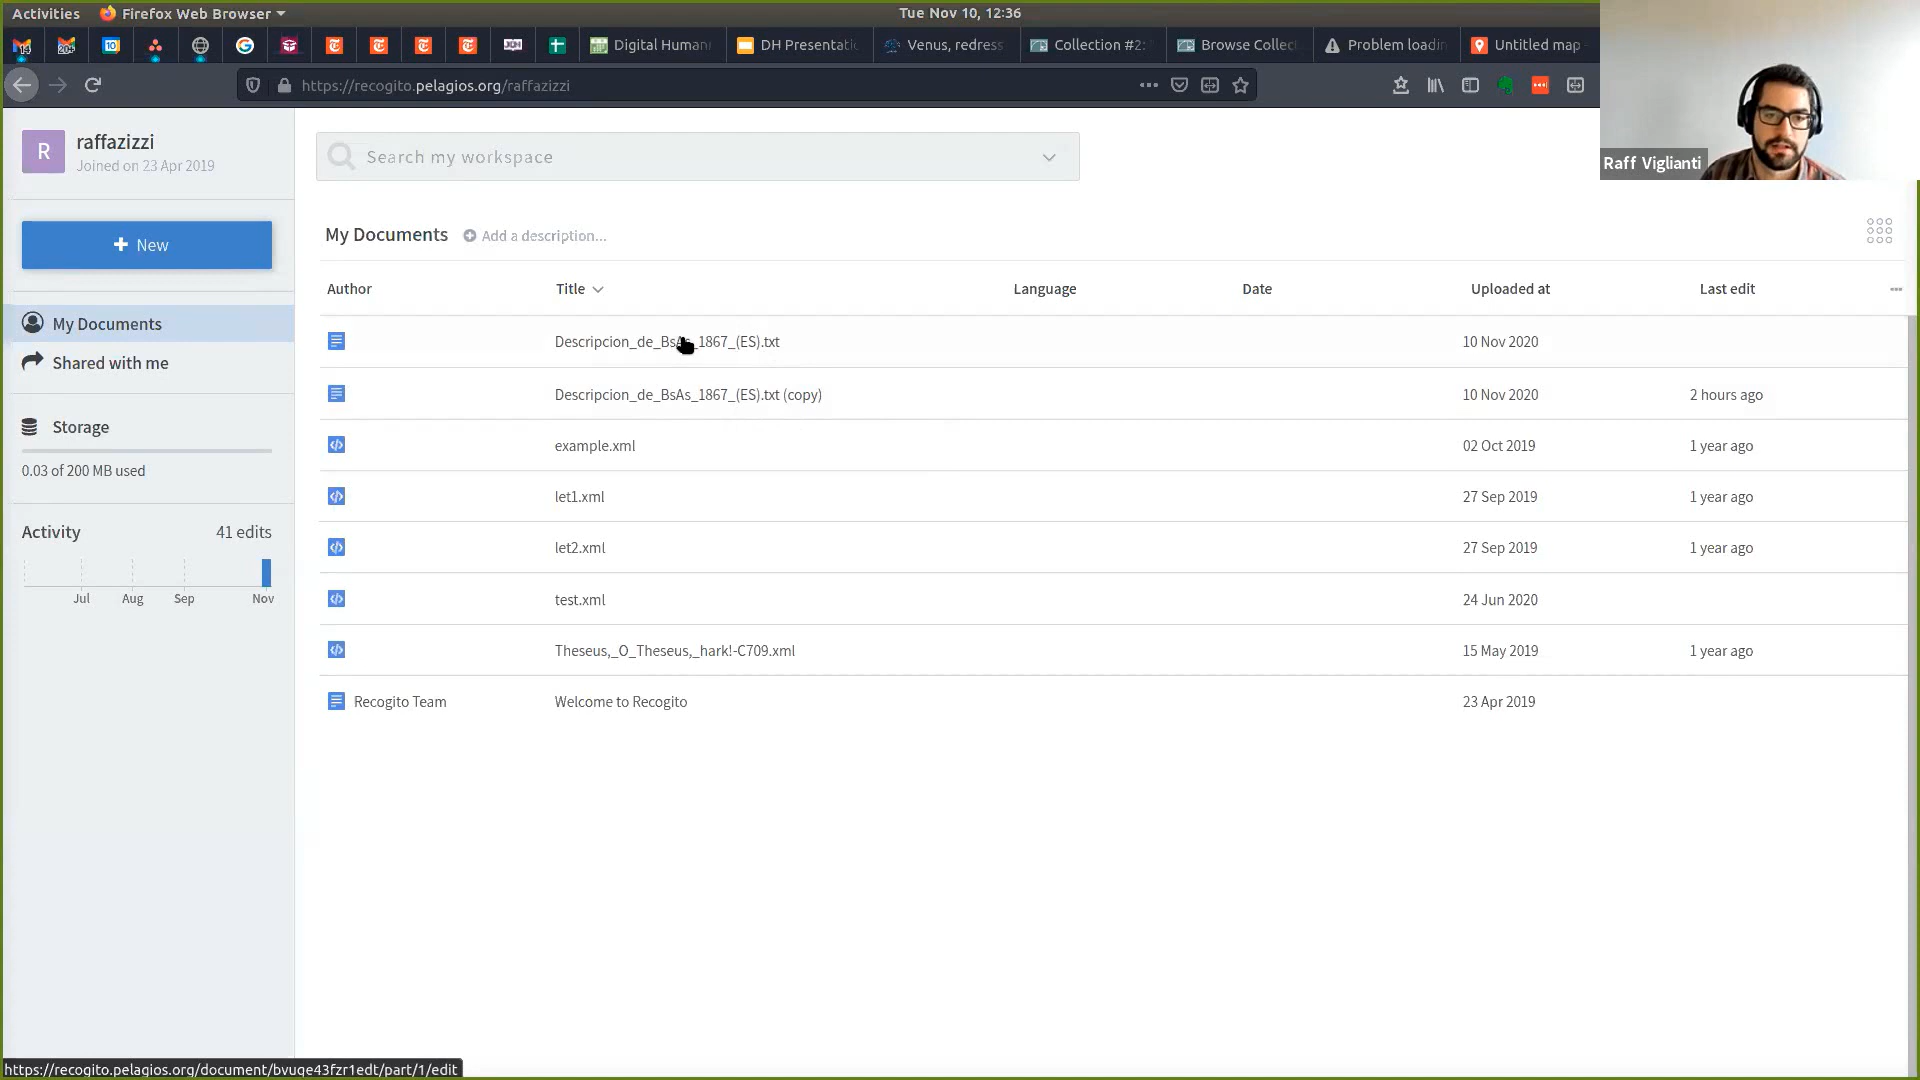 Activities
Firefox Web Browser
Tue Nov 10, 12:36
Digital Human
DH Presentatio
Venus, redress
Collection #2:
Browse Collec
Problem loadin
Untitled map
https://recogito.pelagios.org/raffazizzi
Raff Viglianti
R
raffazizzi
Joined on 23 Apr 2019
New
My Documents
Shared with me
Storage
0.03 of 200 MB used
Activity 41 edits
Jul Aug Sep Nov
Search my workspace
My Documents Add a description...
Author Title Language Date Uploaded at Last edit
Descripcion_de_BsAs_1867_(ES).txt 10 Nov 2020
Descripcion_de_BsAs_1867_(ES).txt (copy) 10 Nov 2020 2 hours ago
example.xml 02 Oct 2019 1 year ago
let1.xml 27 Sep 2019 1 year ago
let2.xml 27 Sep 2019 1 year ago
test.xml 24 Jun 2020
Theseus,_O_Theseus,_hark!-C709.xml 15 May 2019 1 year ago
Recogito Team Welcome to Recogito 23 Apr 2019
https://recogito.pelagios.org/document/bvuqe43fzr1edt/part/1/edit